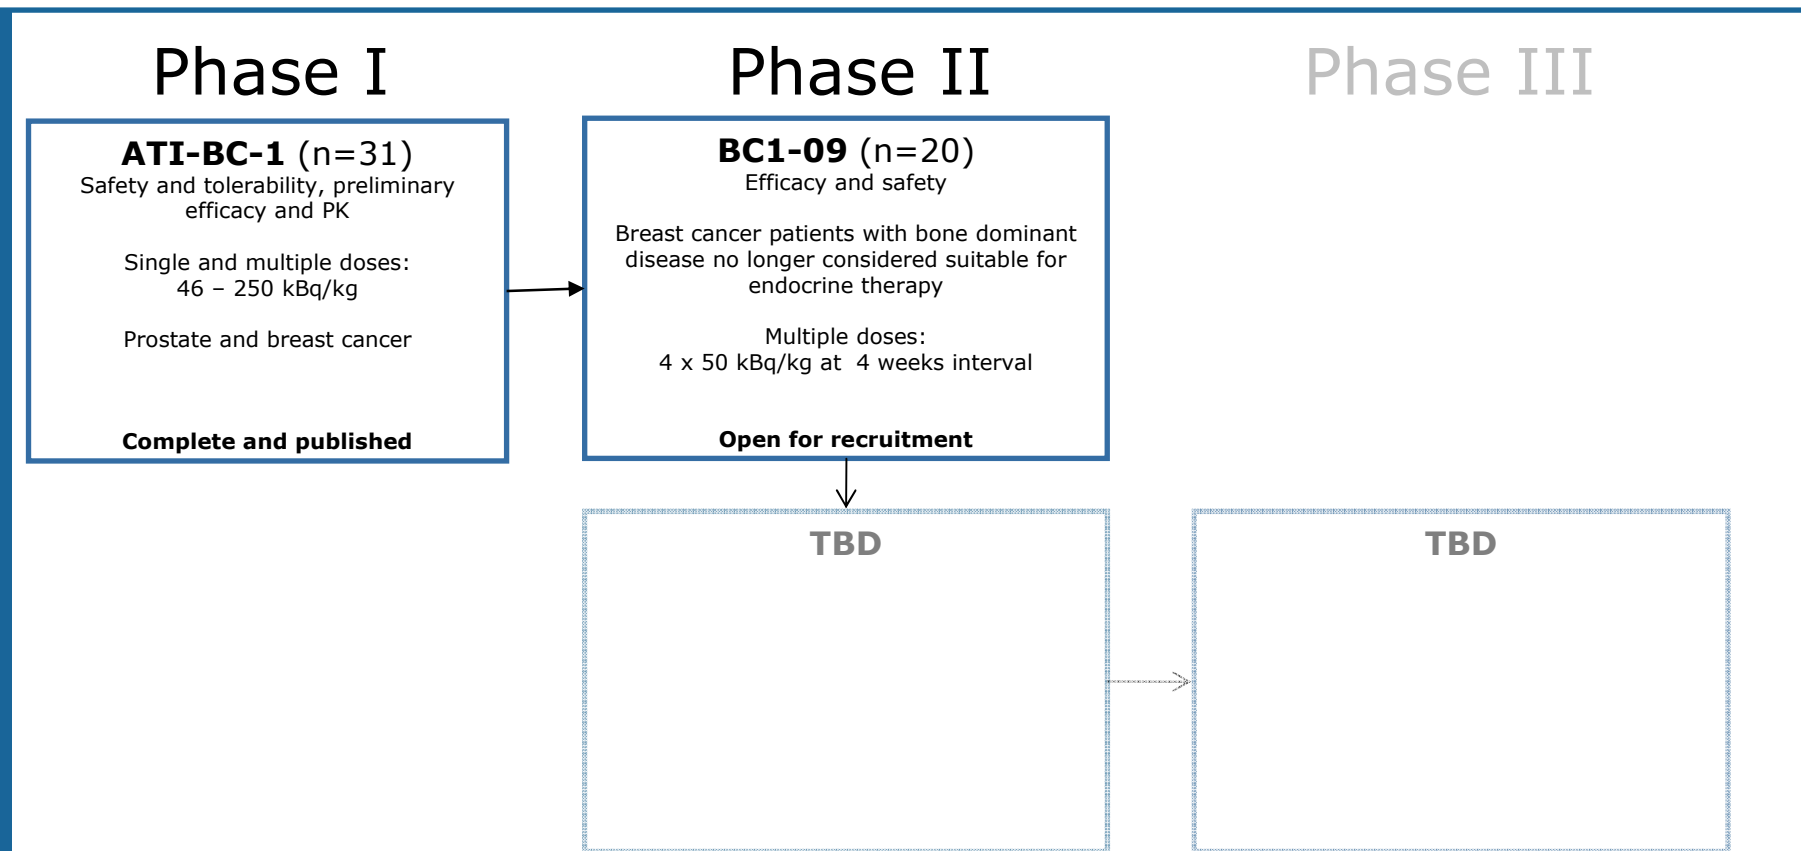 Phase I
Phase II
Phase III
ATI-BC-1 (n=31)
Safety and tolerability, preliminary
efficacy and PK
Single and multiple doses:
46 – 250 kBq/kg
Prostate and breast cancer
Complete and published
BC1-09 (n=20)
Efficacy and safety
Breast cancer patients with bone dominant
disease no longer considered suitable for
endocrine therapy
Multiple doses:
4 x 50 kBq/kg at  4 weeks interval
Open for recruitment
TBD
TBD